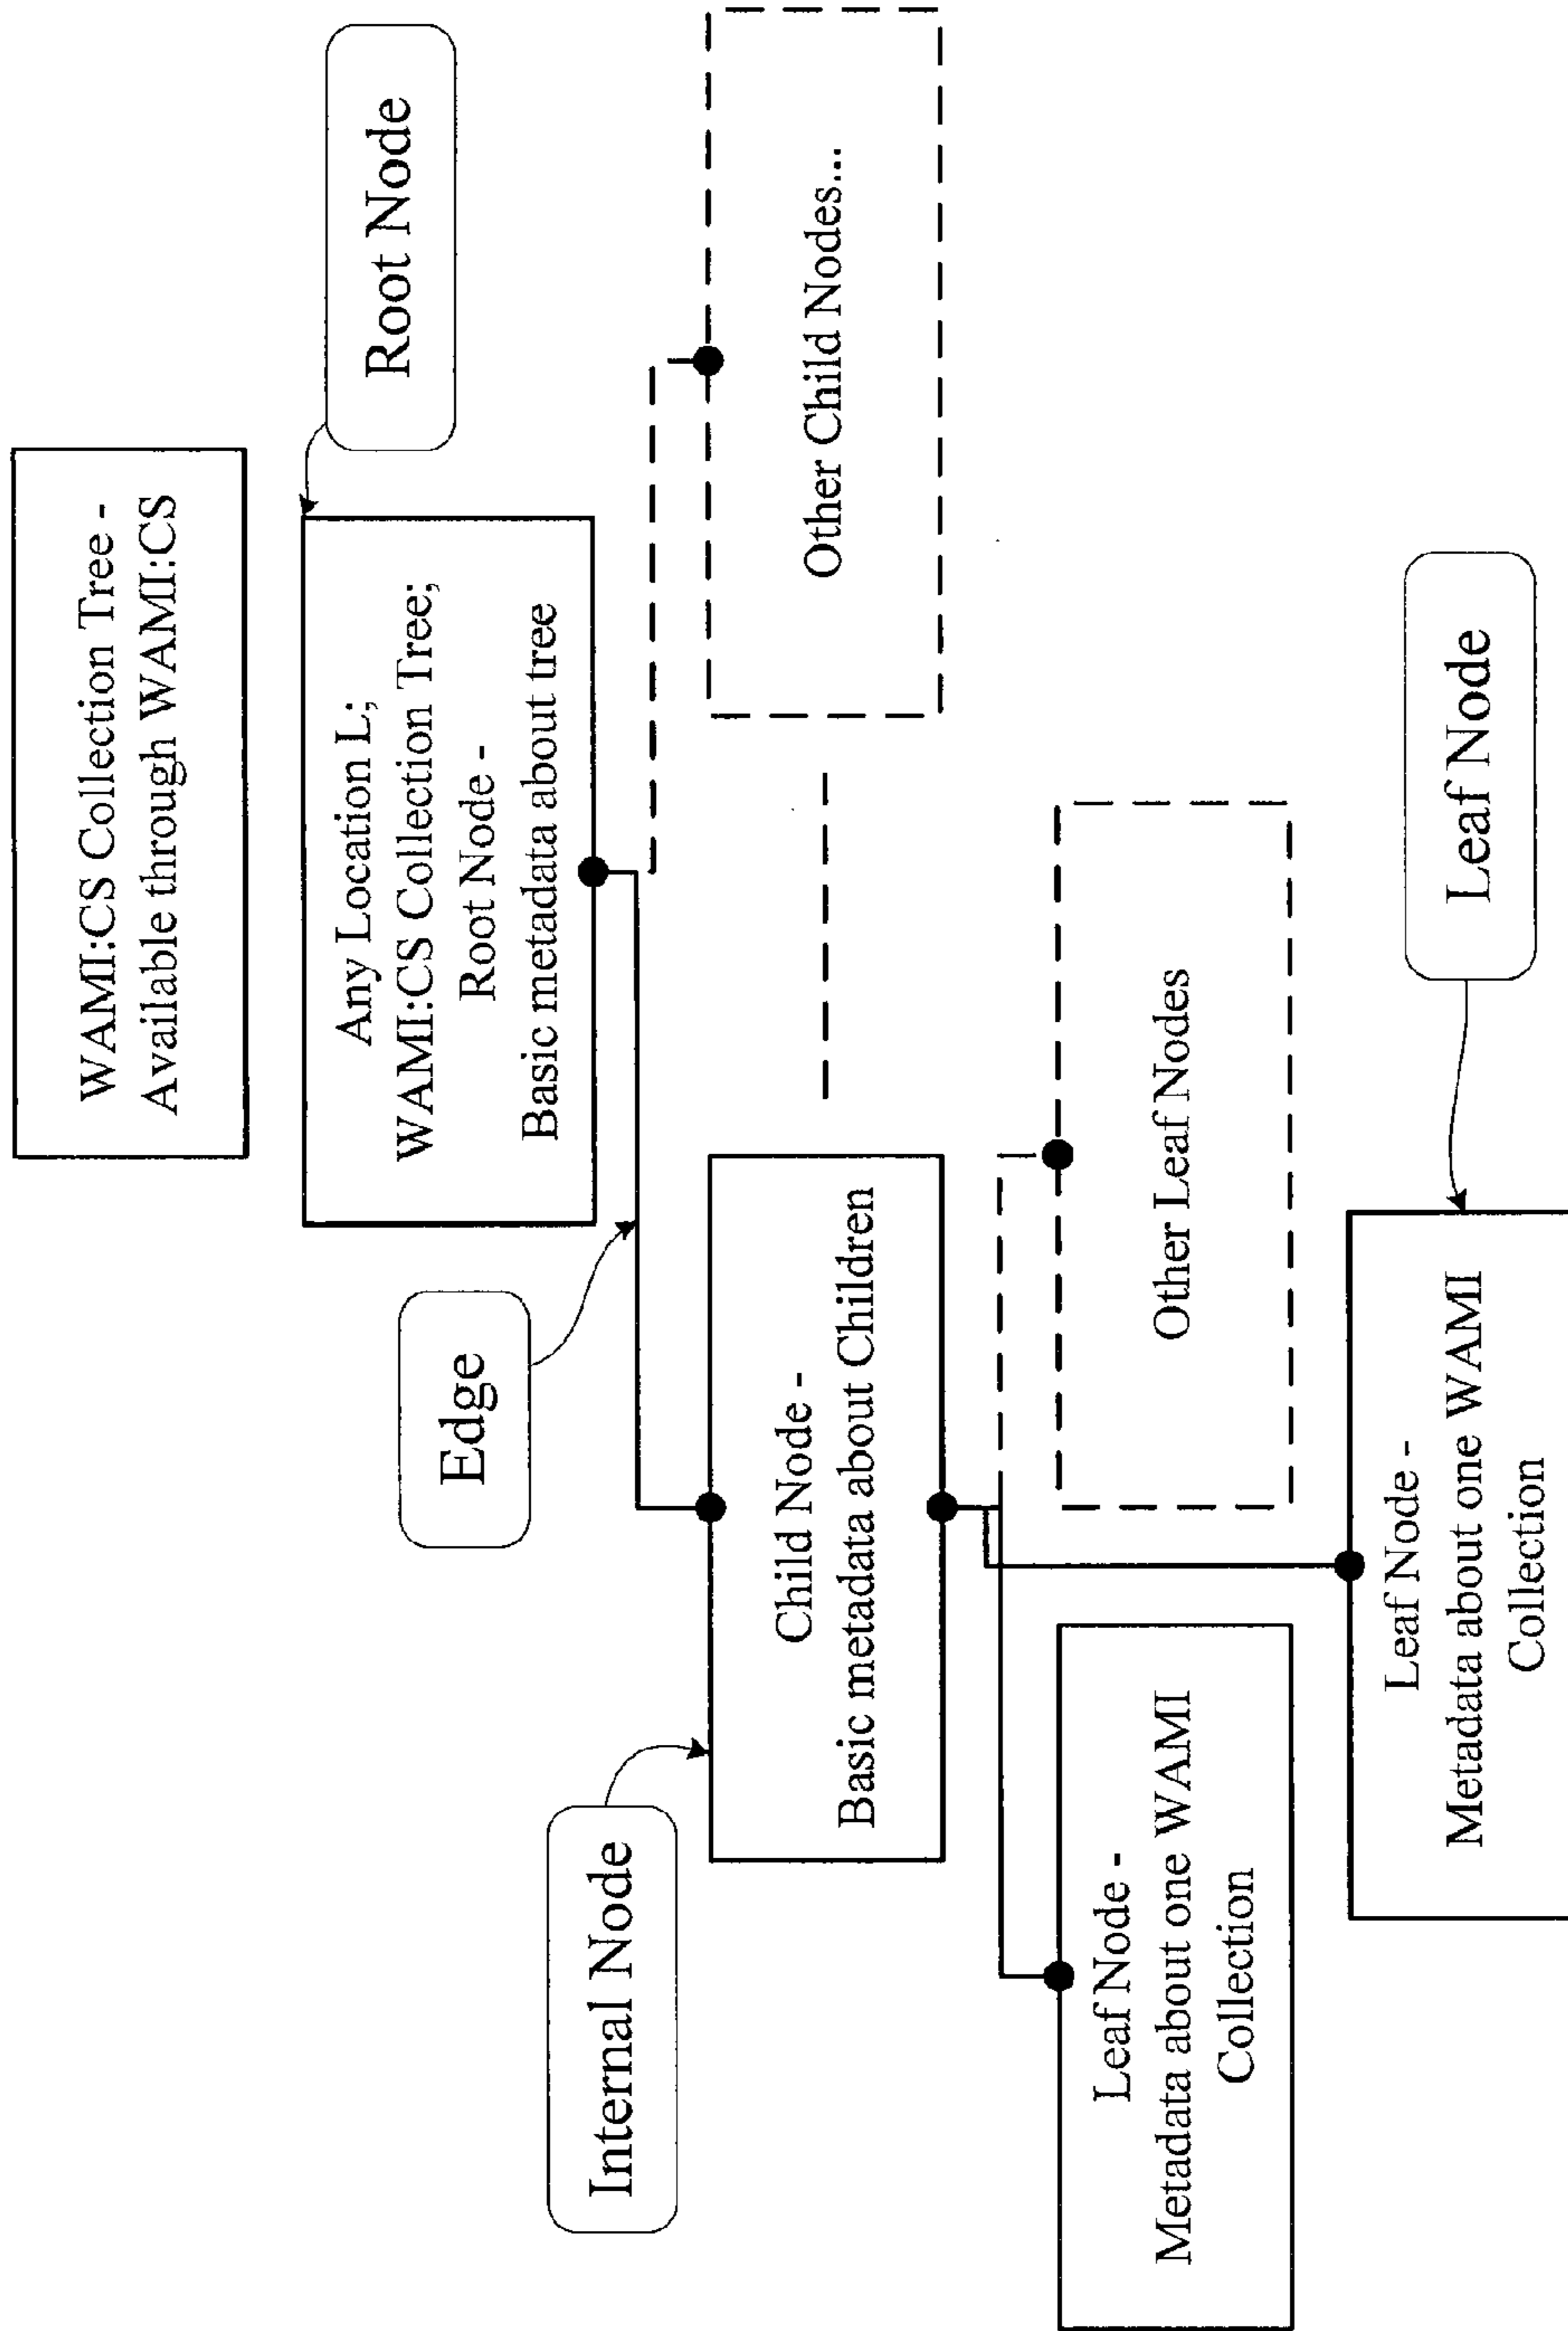 WAMI:CS Collection Tree -
Available through WAMI:CS
Any Location L;
WAMI:CS Collection Tree;
Root Node -
Basic metadata about tree
Root Node
Edge
Internal Node
Child Node -
Basic metadata about Children
Other Child Nodes...
Leaf Node -
Metadata about one WAMI
Collection
Other Leaf Nodes
Leaf Node -
Metadata about one WAMI
Collection
Leaf Node